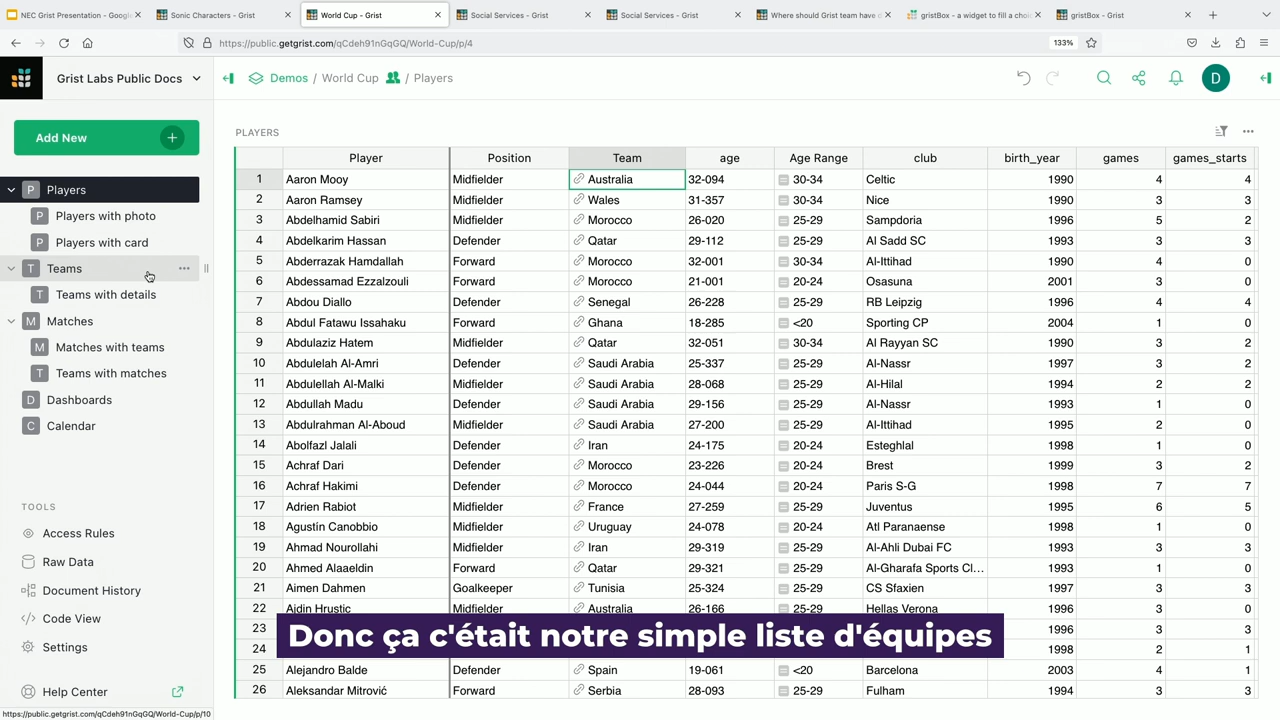 NEC Grist Presentation - Google
Sonic Characters - Grist
World Cup - Grist
Social Services - Grist
Social Services - Grist
Where should Grist team have d
gristBox - a widget to fill a choi
gristBox - Grist
https://public.getgrist.com/qCdeh91nGqGQ/World-Cup/p/4
133%
Grist Labs Public Docs
Demos / World Cup / Players
D
Add New
P Players
P Players with photo
P Players with card
T Teams
T Teams with details
M Matches
M Matches with teams
T Teams with matches
D Dashboards
C Calendar
TOOLS
Access Rules
Raw Data
Document History
Code View
Settings
Help Center
https://public.getgrist.com/qCdeh91nGqGQ/World-Cup/p/10
PLAYERS
Player Position Team age Age Range club birth_year games games_starts
1 Aaron Mooy Midfielder Australia 32-094 30-34 Celtic 1990 4 4
2 Aaron Ramsey Midfielder Wales 31-357 30-34 Nice 1990 3 3
3 Abdelhamid Sabiri Midfielder Morocco 26-020 25-29 Sampdoria 1996 5 2
4 Abdelkarim Hassan Defender Qatar 29-112 25-29 Al Sadd SC 1993 3 3
5 Abderrazak Hamdallah Forward Morocco 32-001 30-34 Al-Ittihad 1990 4 0
6 Abdessamad Ezzalzouli Forward Morocco 21-001 20-24 Osasuna 2001 3 0
7 Abdou Diallo Defender Senegal 26-228 25-29 RB Leipzig 1996 4 4
8 Abdul Fatawu Issahaku Forward Ghana 18-285 <20 Sporting CP 2004 1 0
9 Abdulaziz Hatem Midfielder Qatar 32-051 30-34 Al Rayyan SC 1990 3 2
10 Abdulelah Al-Amri Defender Saudi Arabia 25-337 25-29 Al-Nassr 1997 3 2
11 Abdulellah Al-Malki Midfielder Saudi Arabia 28-068 25-29 Al-Hilal 1994 2 2
12 Abdullah Madu Defender Saudi Arabia 29-156 25-29 Al-Nassr 1993 1 0
13 Abdulrahman Al-Aboud Midfielder Saudi Arabia 27-200 25-29 Al-Ittihad 1995 2 0
14 Abolfazl Jalali Defender Iran 24-175 20-24 Esteghlal 1998 1 0
15 Achraf Dari Defender Morocco 23-226 20-24 Brest 1999 3 2
16 Achraf Hakimi Defender Morocco 24-044 20-24 Paris S-G 1998 7 7
17 Adrien Rabiot Midfielder France 27-259 25-29 Juventus 1995 6 5
18 Agustín Canobbio Midfielder Uruguay 24-078 20-24 Atl Paranaense 1998 1 0
19 Ahmad Nourollahi Midfielder Iran 29-319 25-29 Al-Ahli Dubai FC 1993 3 3
20 Ahmed Alaaeldin Forward Qatar 29-321 25-29 Al-Gharafa Sports Cl... 1993 1 0
21 Aimen Dahmen Goalkeeper Tunisia 25-324 25-29 CS Sfaxien 1997 3 3
22 Ajdin Hrustic Midfielder Australia 26-166 25-29 Hellas Verona 1996 3 0
23 1996 3 3
24 1998 2 1
Donc ça c'était notre simple liste d'équipes
25 Alejandro Balde Defender Spain 19-061 <20 Barcelona 2003 4 1
26 Aleksandar Mitrović Forward Serbia 28-093 25-29 Fulham 1994 3 3